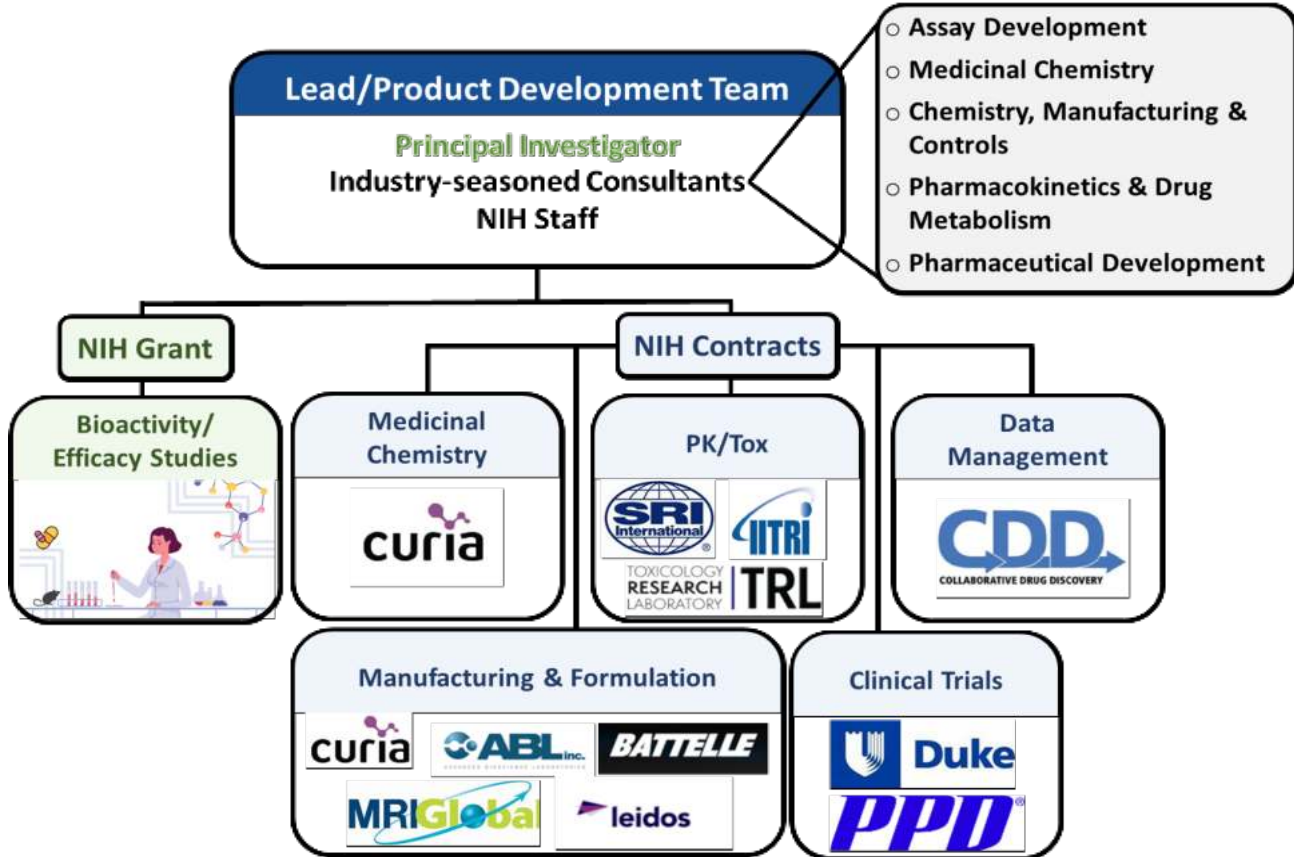 Lead/Product Development Team
Principal Investigator
Industry-seasoned Consultants
NIH Staff
○ Assay Development
○ Medicinal Chemistry
○ Chemistry, Manufacturing &
Controls
○ Pharmacokinetics & Drug
Metabolism
○ Pharmaceutical Development
NIH Grant
NIH Contracts
Bioactivity/
Efficacy Studies
Medicinal
Chemistry
curia
PK/Tox
SRI
International®
IITRI
TOXICOLOGY
RESEARCH
LABORATORY
TRL
Data
Management
CDD
COLLABORATIVE DRUG DISCOVERY
Manufacturing & Formulation
curia
ABL inc.
ADVANCED BIOSCIENCE LABORATORIES
BATTELLE
MRIGlobal
leidos
Clinical Trials
Duke
PPD®